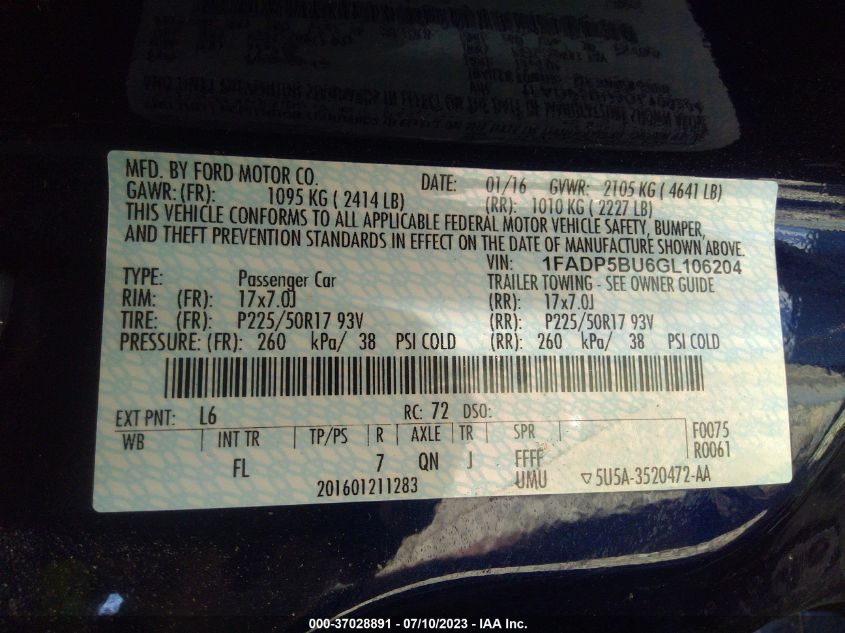 MFD. BY FORD MOTOR CO. DATE: 01/16 GVWR: 2105 KG ( 4641 LB)
GAWR: (FR): 1095 KG ( 2414 LB) (RR): 1010 KG ( 2227 LB)
THIS VEHICLE CONFORMS TO ALL APPLICABLE FEDERAL MOTOR VEHICLE SAFETY, BUMPER,
AND THEFT PREVENTION STANDARDS IN EFFECT ON THE DATE OF MANUFACTURE SHOWN ABOVE.
VIN: 1FADP5BU6GL106204
TYPE: Passenger Car TRAILER TOWING - SEE OWNER GUIDE
RIM: (FR): 17x7.0J (RR): 17x7.0J
TIRE: (FR): P225/50R17 93V (RR): P225/50R17 93V
PRESSURE: (FR): 260 kPa/ 38 PSI COLD (RR): 260 kPa/ 38 PSI COLD
EXT PNT: L6 RC: 72 DSO:
WB INT TR TP/PS R AXLE TR SPR F0075
FL 7 QN J FFFF R0061
201601211283 UMU ▽5U5A-3520472-AA
000-37028891 - 07/10/2023 - IAA Inc.